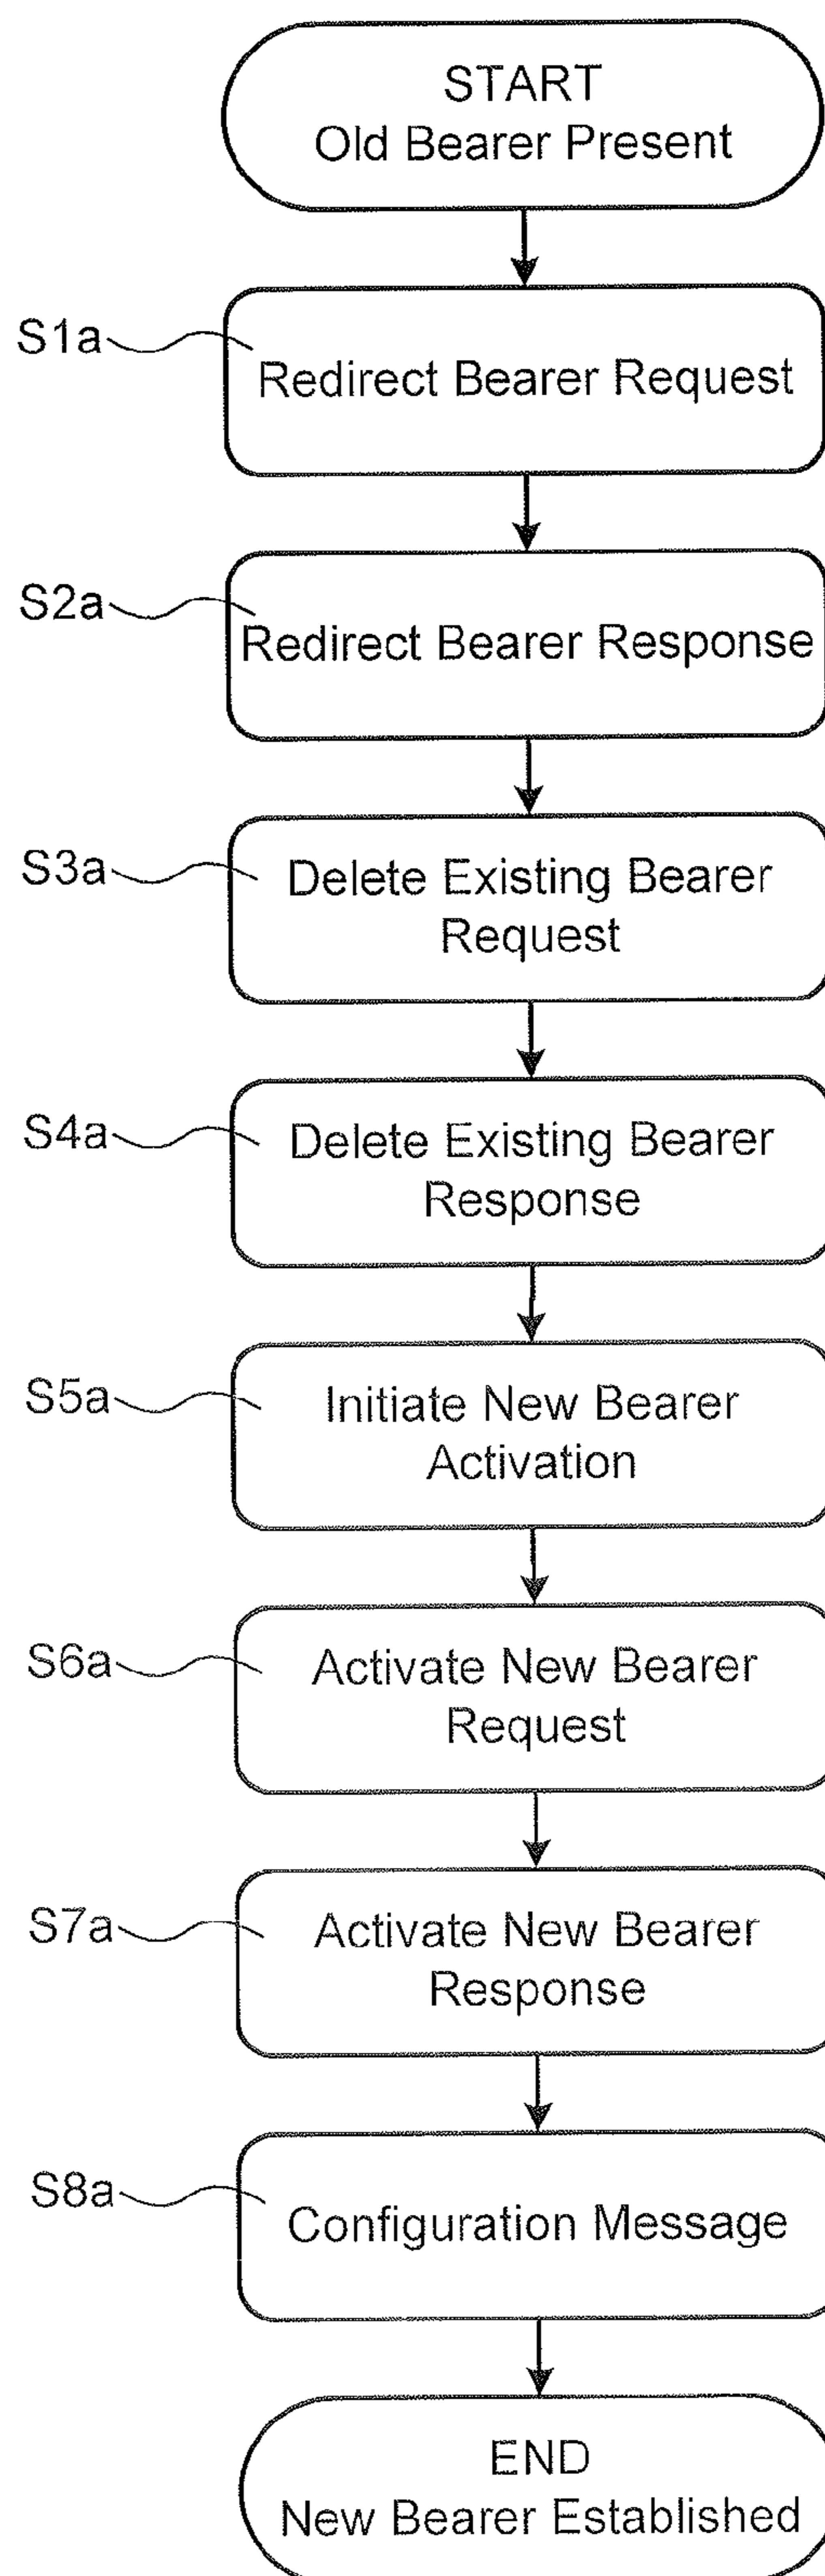 START
Old Bearer Present
S1a
Redirect Bearer Request
S2a
Redirect Bearer Response
S3a
Delete Existing Bearer
Request
S4a
Delete Existing Bearer
Response
S5a
Initiate New Bearer
Activation
S6a
Activate New Bearer
Request
S7a
Activate New Bearer
Response
S8a
Configuration Message
END
New Bearer Established